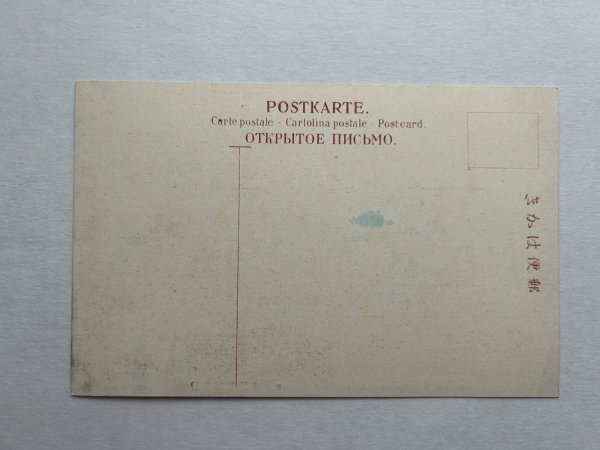 POSTKARTE.
Carte postale - Cartolina postale - Post card.
ОТКРЫТОЕ ПИСЬМО.
きかは便郵